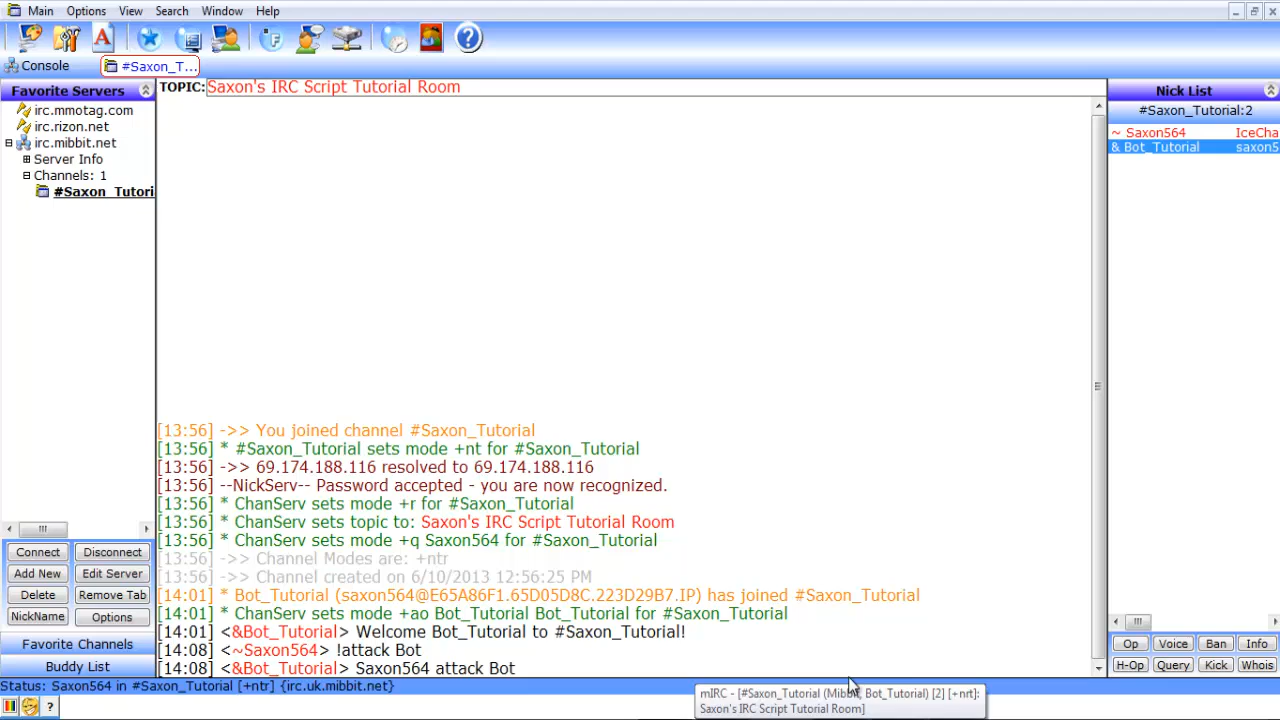 Main Options View Search Window Help
Console #Saxon_T...
Favorite Servers
irc.mmotag.com
irc.rizon.net
irc.mibbit.net
Server Info
Channels: 1
#Saxon_Tutori
Connect Disconnect
Add New Edit Server
Delete Remove Tab
NickName Options
Favorite Channels
Buddy List
TOPIC: Saxon's IRC Script Tutorial Room
[13:56] ->> You joined channel #Saxon_Tutorial
[13:56] * #Saxon_Tutorial sets mode +nt for #Saxon_Tutorial
[13:56] ->> 69.174.188.116 resolved to 69.174.188.116
[13:56] --NickServ-- Password accepted - you are now recognized.
[13:56] * ChanServ sets mode +r for #Saxon_Tutorial
[13:56] * ChanServ sets topic to: Saxon's IRC Script Tutorial Room
[13:56] * ChanServ sets mode +q Saxon564 for #Saxon_Tutorial
[13:56] ->> Channel Modes are: +ntr
[13:56] ->> Channel created on 6/10/2013 12:56:25 PM
[14:01] * Bot_Tutorial (saxon564@E65A86F1.65D05D8C.223D29B7.IP) has joined #Saxon_Tutorial
[14:01] * ChanServ sets mode +ao Bot_Tutorial Bot_Tutorial for #Saxon_Tutorial
[14:01] <&Bot_Tutorial> Welcome Bot_Tutorial to #Saxon_Tutorial!
[14:08] <~Saxon564> !attack Bot
[14:08] <&Bot_Tutorial> Saxon564 attack Bot
Nick List
#Saxon_Tutorial:2
~ Saxon564 IceCha
& Bot_Tutorial saxon5
Op Voice Ban Info
H-Op Query Kick Whois
Status: Saxon564 in #Saxon_Tutorial [+ntr] {irc.uk.mibbit.net}
mIRC - [#Saxon_Tutorial (Mibbit, Bot_Tutorial) [2] [+nrt]:
Saxon's IRC Script Tutorial Room]